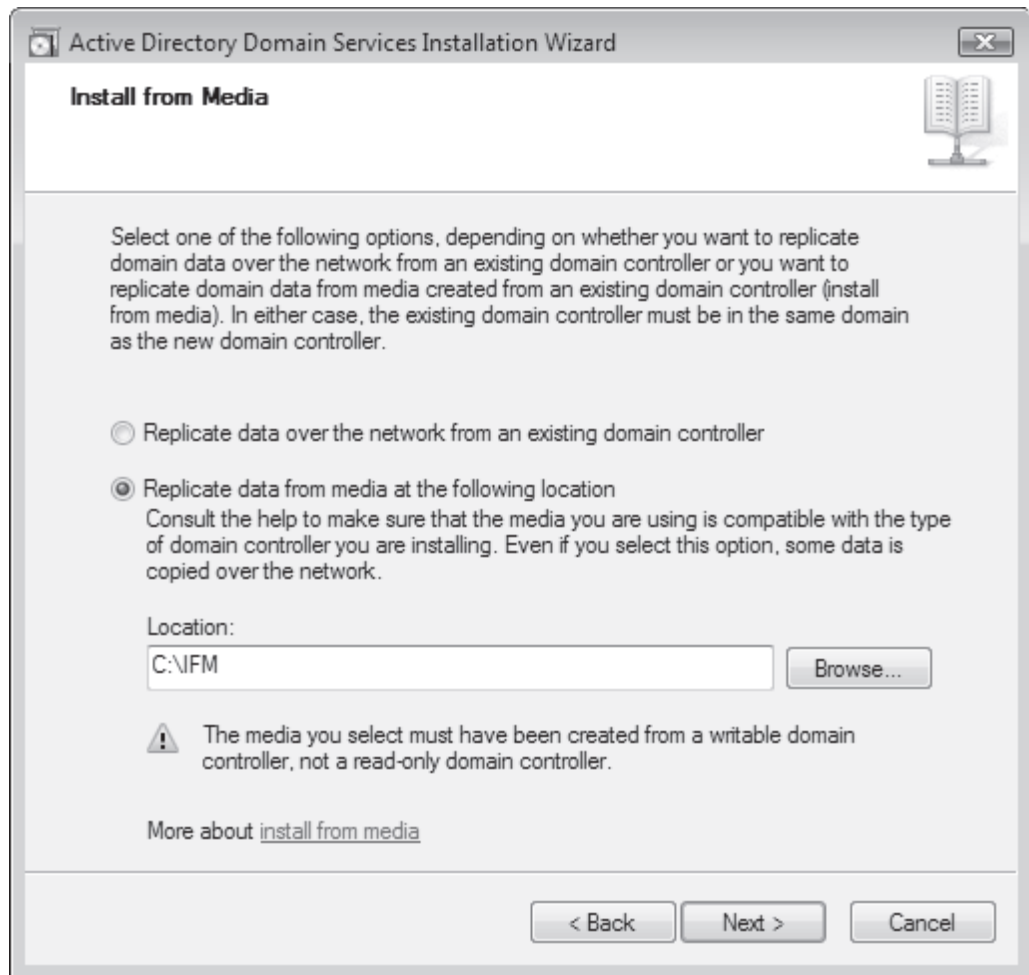 Active Directory Domain Services Installation Wizard
Install from Media
Select one of the following options, depending on whether you want to replicate
domain data over the network from an existing domain controller or you want to
replicate domain data from media created from an existing domain controller (install
from media). In either case, the existing domain controller must be in the same domain
as the new domain controller.
Replicate data over the network from an existing domain controller
Replicate data from media at the following location
Consult the help to make sure that the media you are using is compatible with the type
of domain controller you are installing. Even if you select this option, some data is
copied over the network.
Location:
C:\IFM
Browse...
The media you select must have been created from a writable domain
controller, not a read-only domain controller.
More about install from media
< Back Next > Cancel